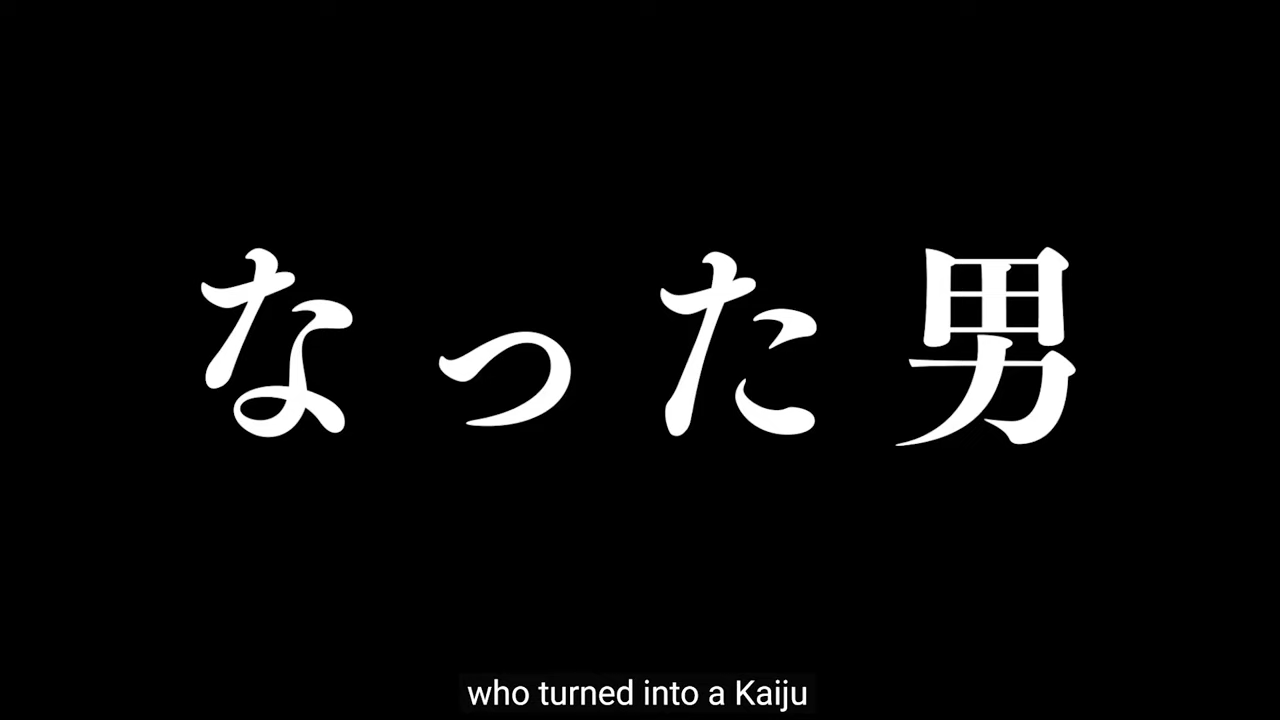 なった男
who turned into a Kaiju